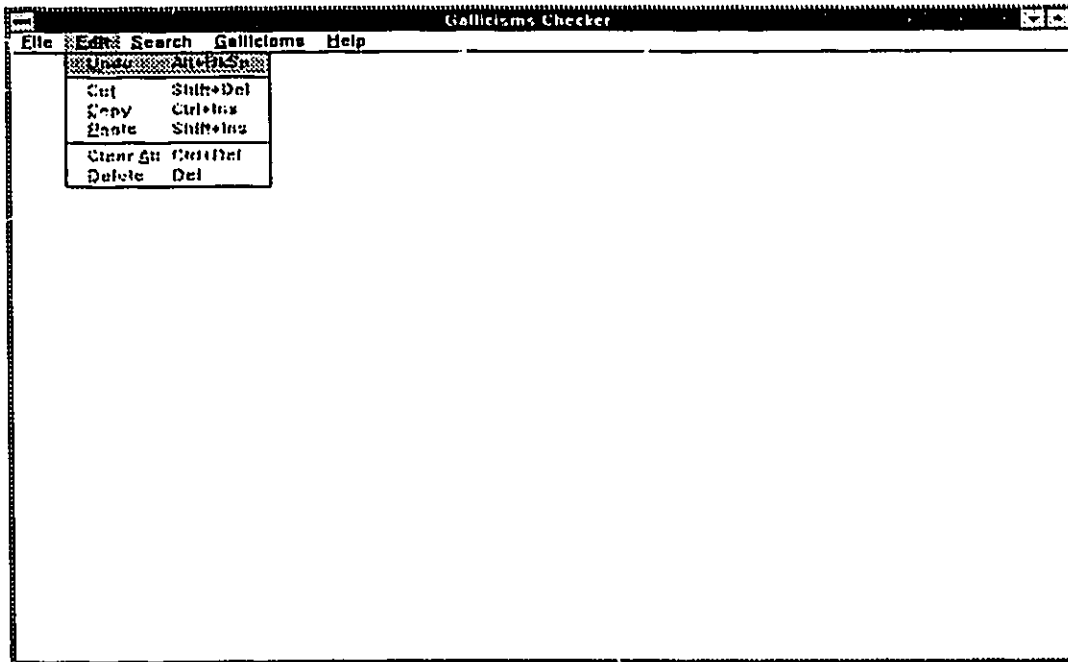 Gallicisms Checker
File Edit Search Gallicisms Help
Undo Alt+BkSp
Cut Shift+Del
Copy Ctrl+Ins
Paste Shift+Ins
Clear All Ctrl+Del
Delete Del